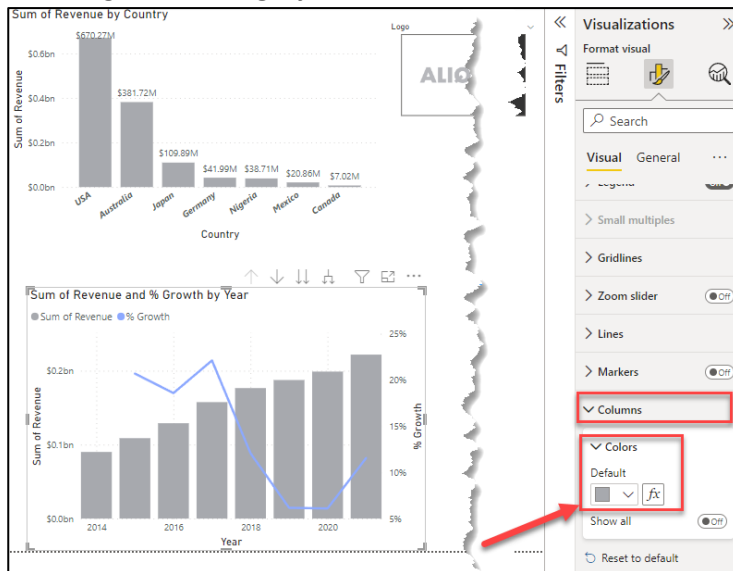 Sum of Revenue by Country
Logo
$670.27M
$0.6bn
$381.72M
ALIQ
$0.4bn
Sum of Revenue
$0.2bn
$109.89M
$41.99M
$38.71M
$20.86M
$7.02M
$0.0bn
USA
Australia
Japan
Germany
Nigeria
Mexico
Canada
Country
Sum of Revenue and % Growth by Year
Sum of Revenue
% Growth
25%
$0.2bn
20%
Sum of Revenue
15%
% Growth
$0.1bn
10%
$0.0bn
5%
2014
2016
2018
2020
Year
Filters
Visualizations
Format visual
Search
Visual
General
Small multiples
Gridlines
Zoom slider
Off
Lines
Markers
Off
Columns
Colors
Default
fx
Show all
Off
Reset to default